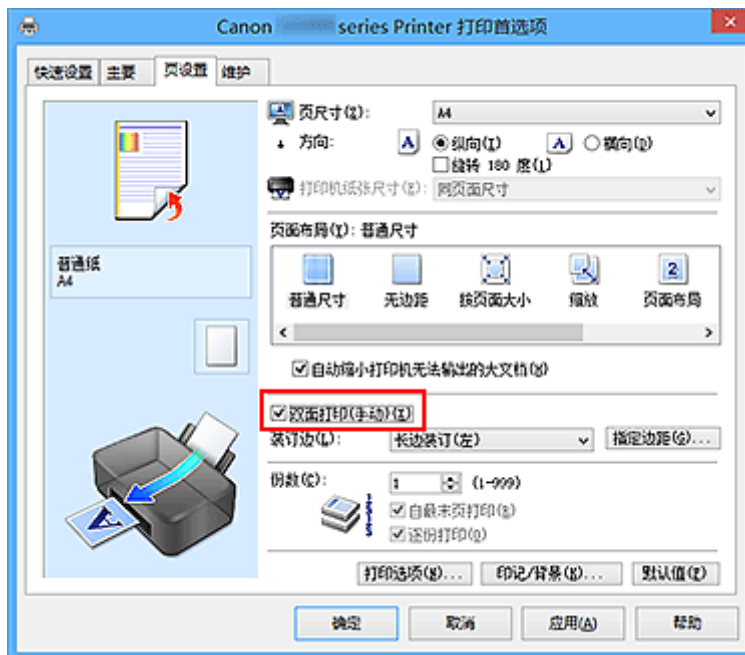 Canon series Printer 打印首选项
快速设置 主要 页设置 维护
页尺寸(Z): A4
方向: A 纵向(I) A 横向(D)
旋转 180 度(L)
打印机纸张尺寸(E): 同页面尺寸
页面布局(Y): 普通尺寸
普通纸
A4
普通尺寸 无边距 按页面大小 缩放 页面布局
自动缩小打印机无法输出的大文档(W)
双面打印(手动)(X)
装订边(L): 长边装订(左) 指定边距(G)...
份数(C): 1 (1-999)
自最末页打印(S)
逐份打印(O)
打印选项(N)... 印记/背景(K)... 默认值(F)
确定 取消 应用(A) 帮助